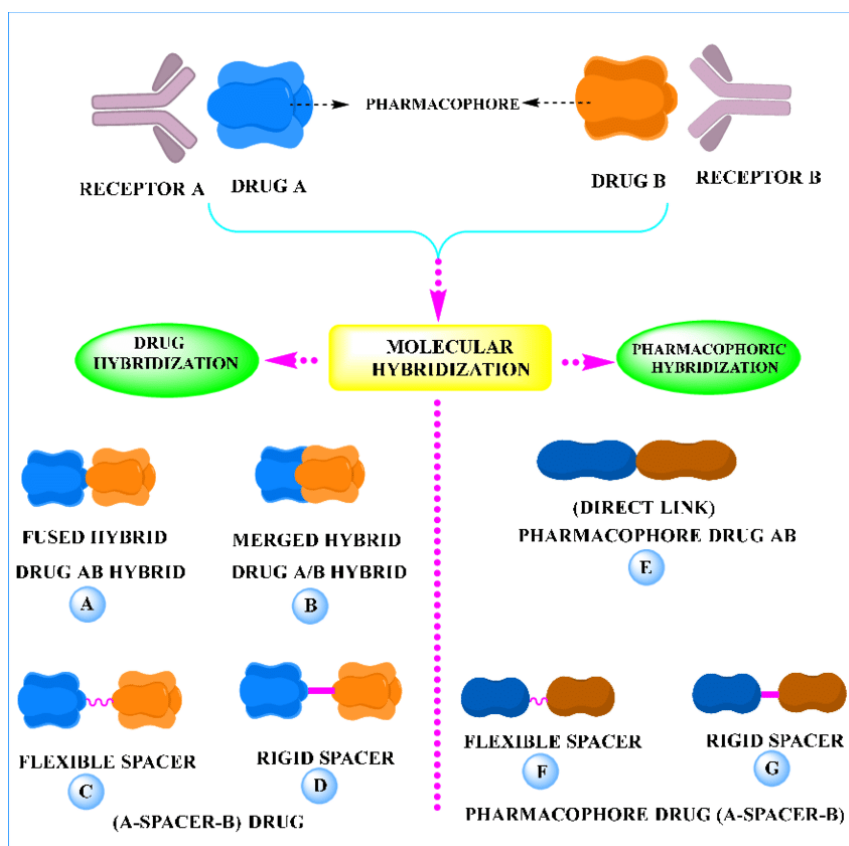 PHARMACOPHORE
RECEPTOR A
DRUG A
DRUG B
RECEPTOR B
DRUG
HYBRIDIZATION
MOLECULAR
HYBRIDIZATION
PHARMACOPHORIC
HYBRIDIZATION
FUSED HYBRID
DRUG AB HYBRID
A
MERGED HYBRID
DRUG A/B HYBRID
B
(DIRECT LINK)
PHARMACOPHORE DRUG AB
E
FLEXIBLE SPACER
C
RIGID SPACER
D
(A-SPACER-B) DRUG
FLEXIBLE SPACER
F
RIGID SPACER
G
PHARMACOPHORE DRUG (A-SPACER-B)